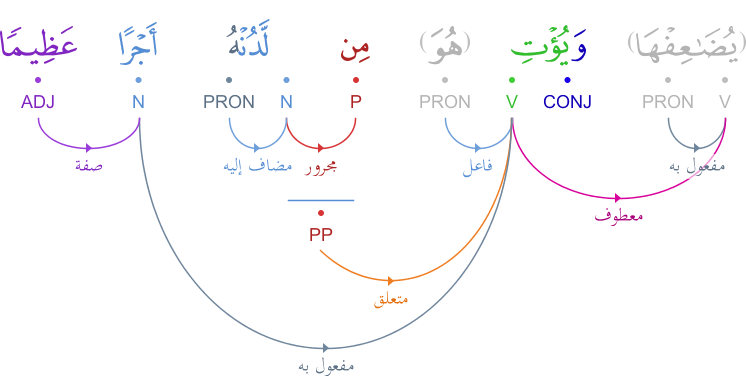 (يُضَـٰعِفْهَا) وَيُؤْتِ (هُوَ) مِن لَّدُنْهُ أَجْرًا عَظِيمًا
V PRON CONJ V PRON P N PRON N ADJ
مفعول به فاعل مجرور مضاف إليه صفة
معطوف
PP
متعلق
مفعول به